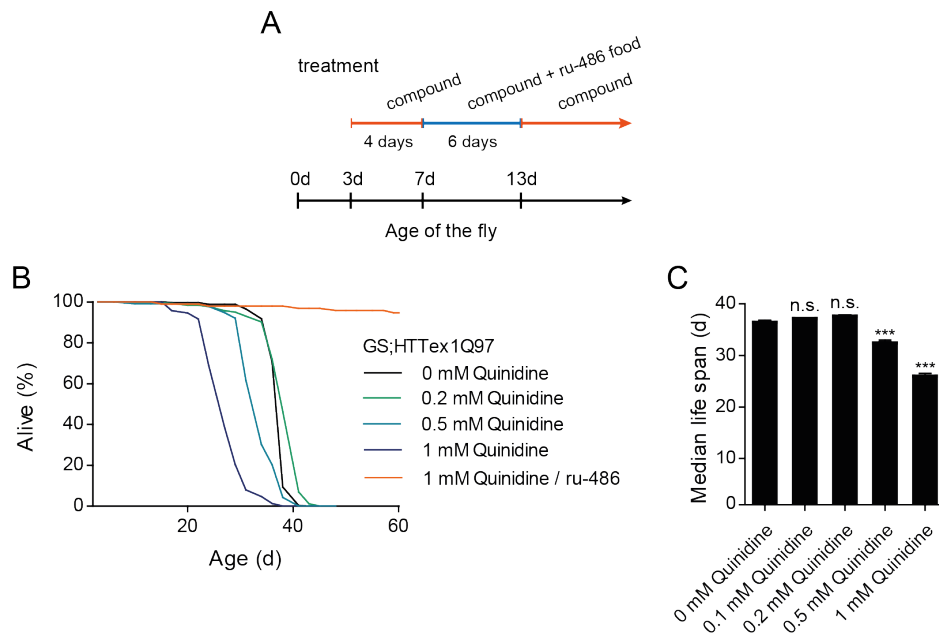 A
treatment
compound
compound + ru-486 food
compound
4 days
6 days
0d
3d
7d
13d
Age of the fly
B
100
80
60
40
20
0
20
40
60
Alive (%)
Age (d)
GS;HTTex1Q97
0 mM Quinidine
0.2 mM Quinidine
0.5 mM Quinidine
1 mM Quinidine
1 mM Quinidine / ru-486
C
40
30
20
10
0
Median life span (d)
n.s.
n.s.
***
***
0 mM Quinidine
0.1 mM Quinidine
0.2 mM Quinidine
0.5 mM Quinidine
1 mM Quinidine